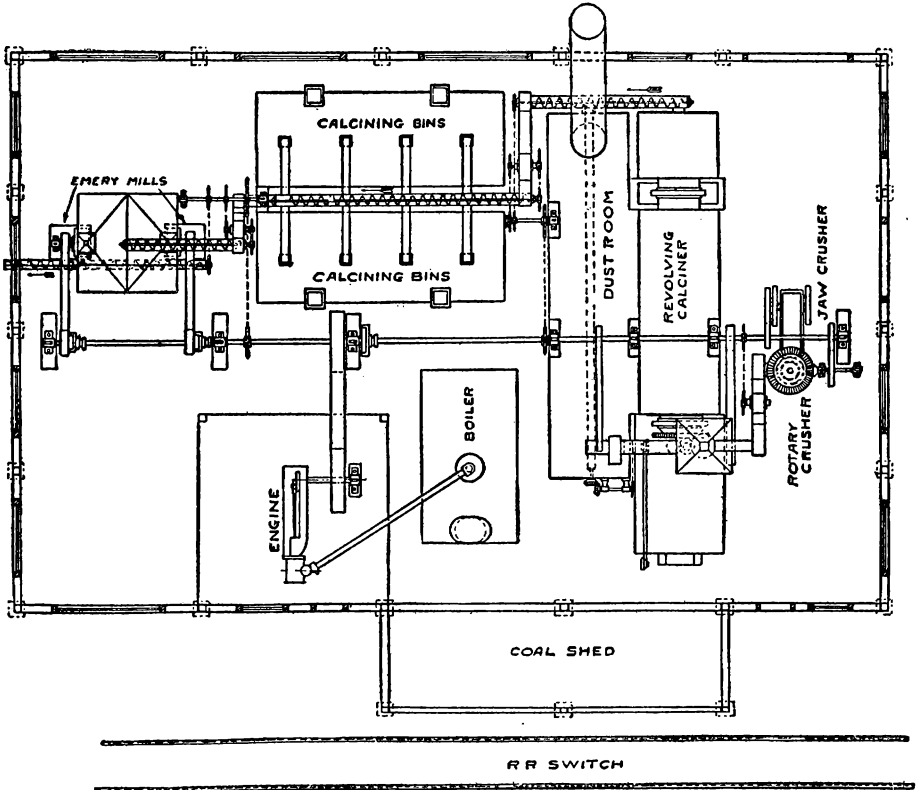 CALCINING BINS
EMERY MILLS
CALCINING BINS
DUST ROOM
REVOLVING
CALCINER
JAW CRUSHER
ROTARY
CRUSHER
BOILER
ENGINE
COAL SHED
RR SWITCH